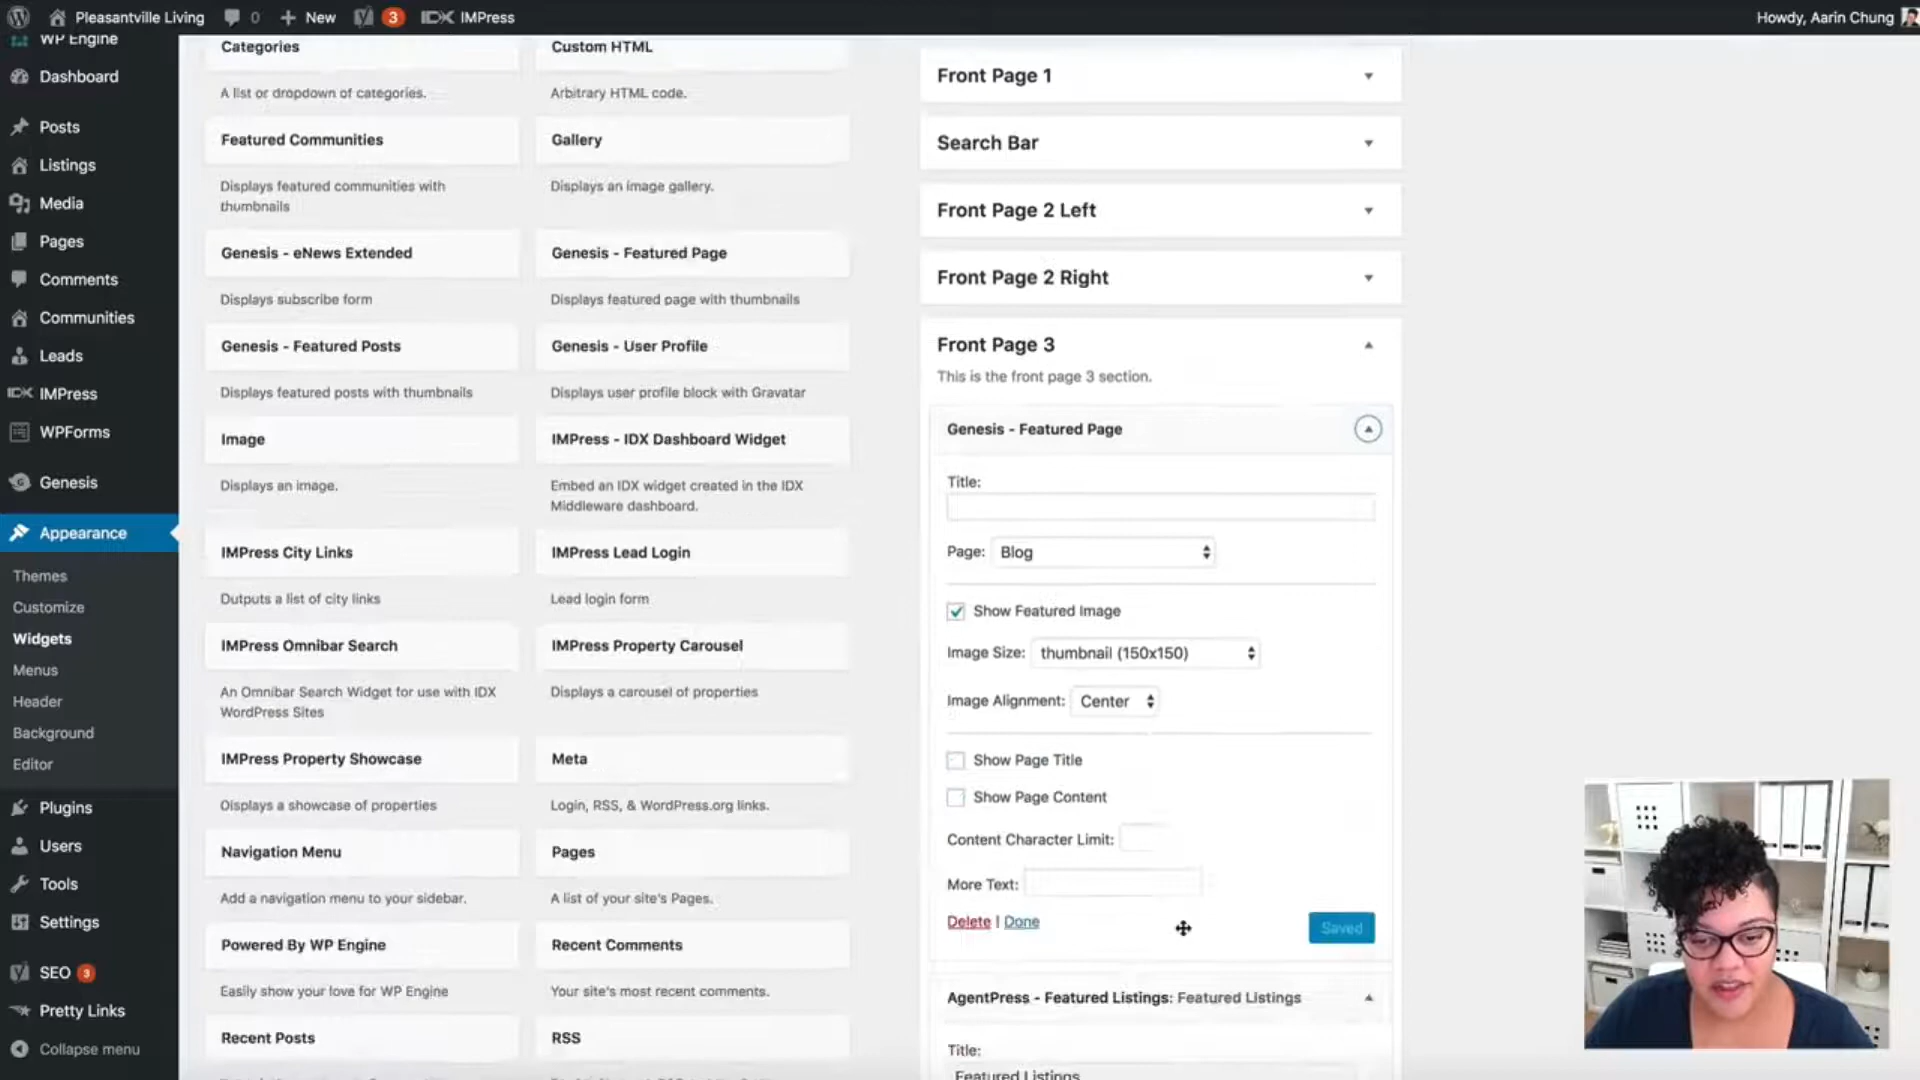 Pleasantville Living
0
New
3
IDX IMPress
Howdy, Aarin Chung
WP Engine
Dashboard
Posts
Listings
Media
Pages
Comments
Communities
Leads
IDX IMPress
WPForms
Genesis
Appearance
Themes
Customize
Widgets
Menus
Header
Background
Editor
Plugins
Users
Tools
Settings
SEO 3
Pretty Links
Collapse menu
Categories
A list or dropdown of categories.
Custom HTML
Arbitrary HTML code.
Featured Communities
Displays featured communities with
thumbnails
Gallery
Displays an image gallery.
Genesis - eNews Extended
Displays subscribe form
Genesis - Featured Page
Displays featured page with thumbnails
Genesis - Featured Posts
Displays featured posts with thumbnails
Genesis - User Profile
Displays user profile block with Gravatar
Image
Displays an image.
IMPress - IDX Dashboard Widget
Embed an IDX widget created in the IDX
Middleware dashboard.
IMPress City Links
Outputs a list of city links
IMPress Lead Login
Lead login form
IMPress Omnibar Search
An Omnibar Search Widget for use with IDX
WordPress Sites
IMPress Property Carousel
Displays a carousel of properties
IMPress Property Showcase
Displays a showcase of properties
Meta
Login, RSS, & WordPress.org links.
Navigation Menu
Add a navigation menu to your sidebar.
Pages
A list of your site's Pages.
Powered By WP Engine
Easily show your love for WP Engine
Recent Comments
Your site's most recent comments.
Recent Posts
RSS
Front Page 1
Search Bar
Front Page 2 Left
Front Page 2 Right
Front Page 3
This is the front page 3 section.
Genesis - Featured Page
Title:
Page: Blog
Show Featured Image
Image Size: thumbnail (150x150)
Image Alignment: Center
Show Page Title
Show Page Content
Content Character Limit:
More Text:
Delete | Done
Saved
AgentPress - Featured Listings: Featured Listings
Title:
Featured Listings